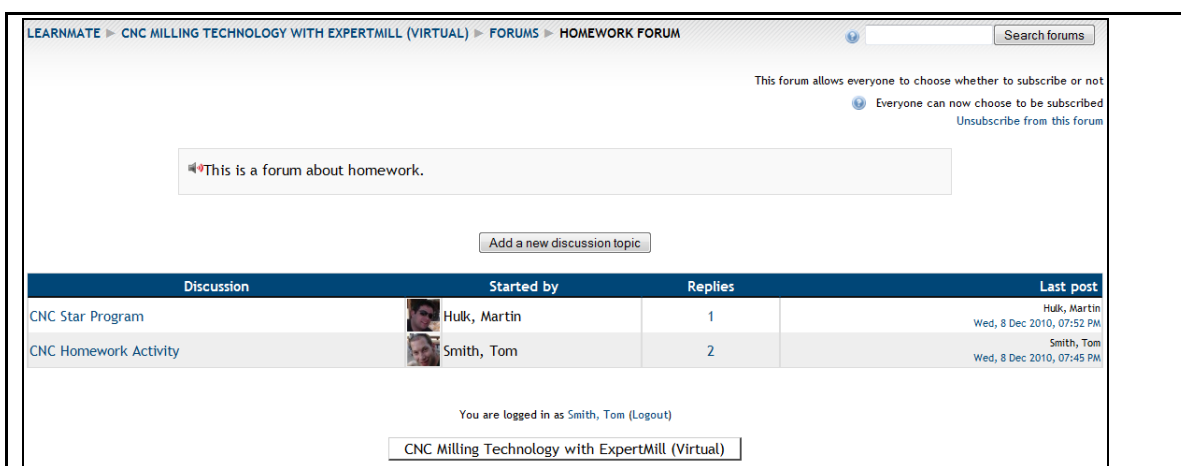 LEARNMATE ► CNC MILLING TECHNOLOGY WITH EXPERTMILL (VIRTUAL) ► FORUMS ► HOMEWORK FORUM
Search forums
This forum allows everyone to choose whether to subscribe or not
Everyone can now choose to be subscribed
Unsubscribe from this forum
This is a forum about homework.
Add a new discussion topic
Discussion Started by Replies Last post
CNC Star Program Hulk, Martin 1 Hulk, Martin
Wed, 8 Dec 2010, 07:52 PM
CNC Homework Activity Smith, Tom 2 Smith, Tom
Wed, 8 Dec 2010, 07:45 PM
You are logged in as Smith, Tom (Logout)
CNC Milling Technology with ExpertMill (Virtual)